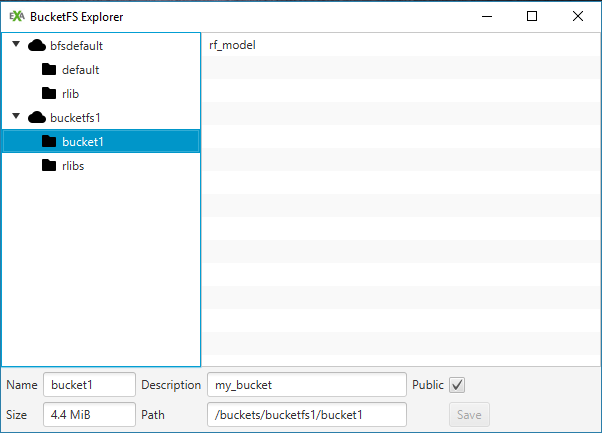 EXA BucketFS Explorer
bfsdefault
default
rlib
bucketfs1
bucket1
rlibs
rf_model
Name bucket1 Description my_bucket Public
Size 4.4 MiB Path /buckets/bucketfs1/bucket1 Save